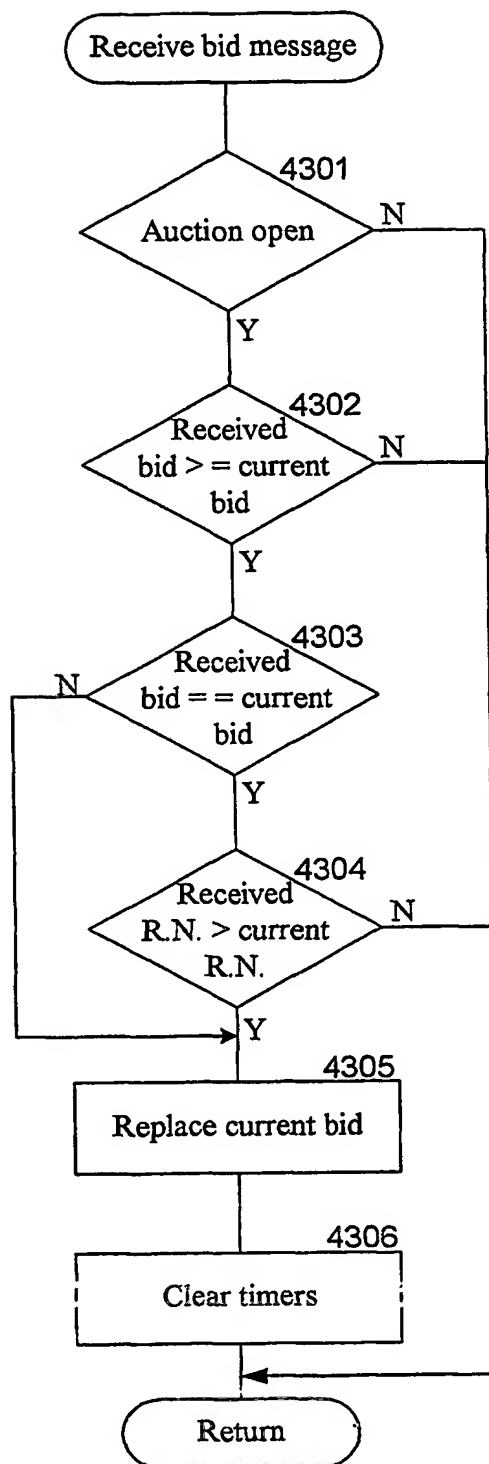 Receive bid message
4301
Auction open
N
Y
4302
Received
bid > = current
bid
N
Y
4303
N
Received
bid = = current
bid
Y
4304
Received
R.N. > current
R.N.
N
Y
4305
Replace current bid
4306
Clear timers
Return